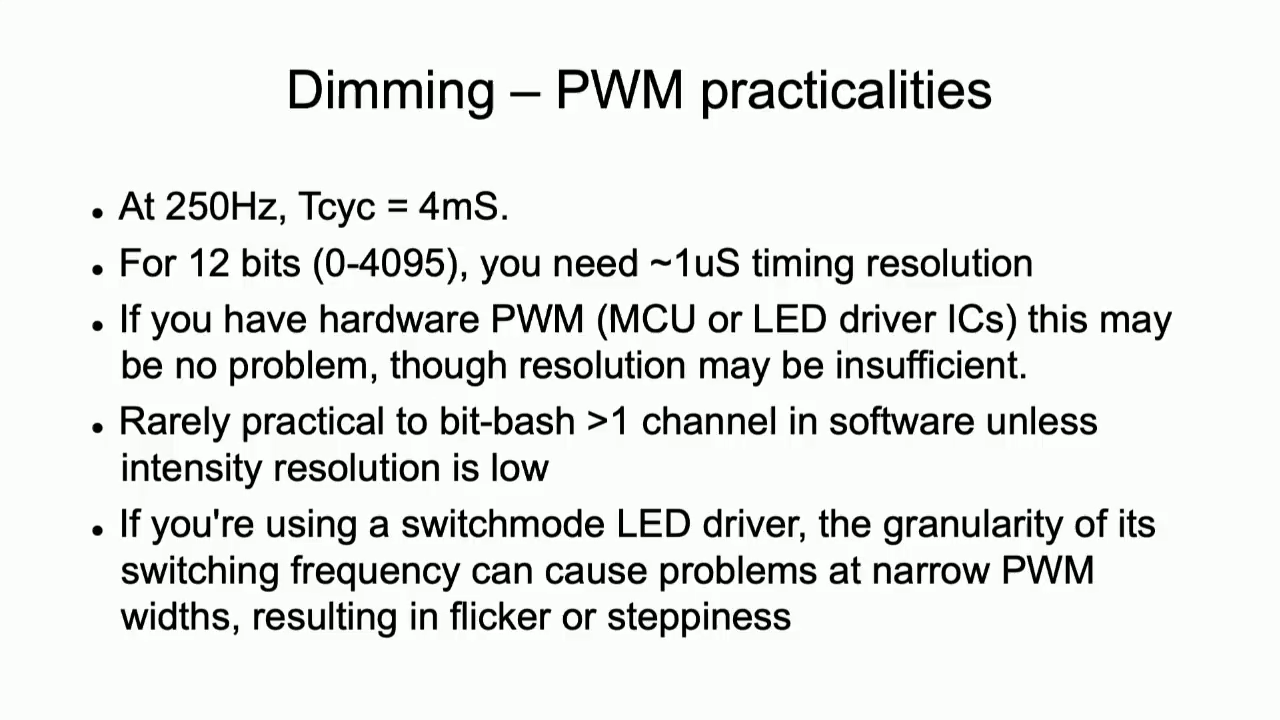 Dimming – PWM practicalities
• At 250Hz, Tcyc = 4mS.
• For 12 bits (0-4095), you need ~1uS timing resolution
• If you have hardware PWM (MCU or LED driver ICs) this may
be no problem, though resolution may be insufficient.
• Rarely practical to bit-bash >1 channel in software unless
intensity resolution is low
• If you're using a switchmode LED driver, the granularity of its
switching frequency can cause problems at narrow PWM
widths, resulting in flicker or steppiness